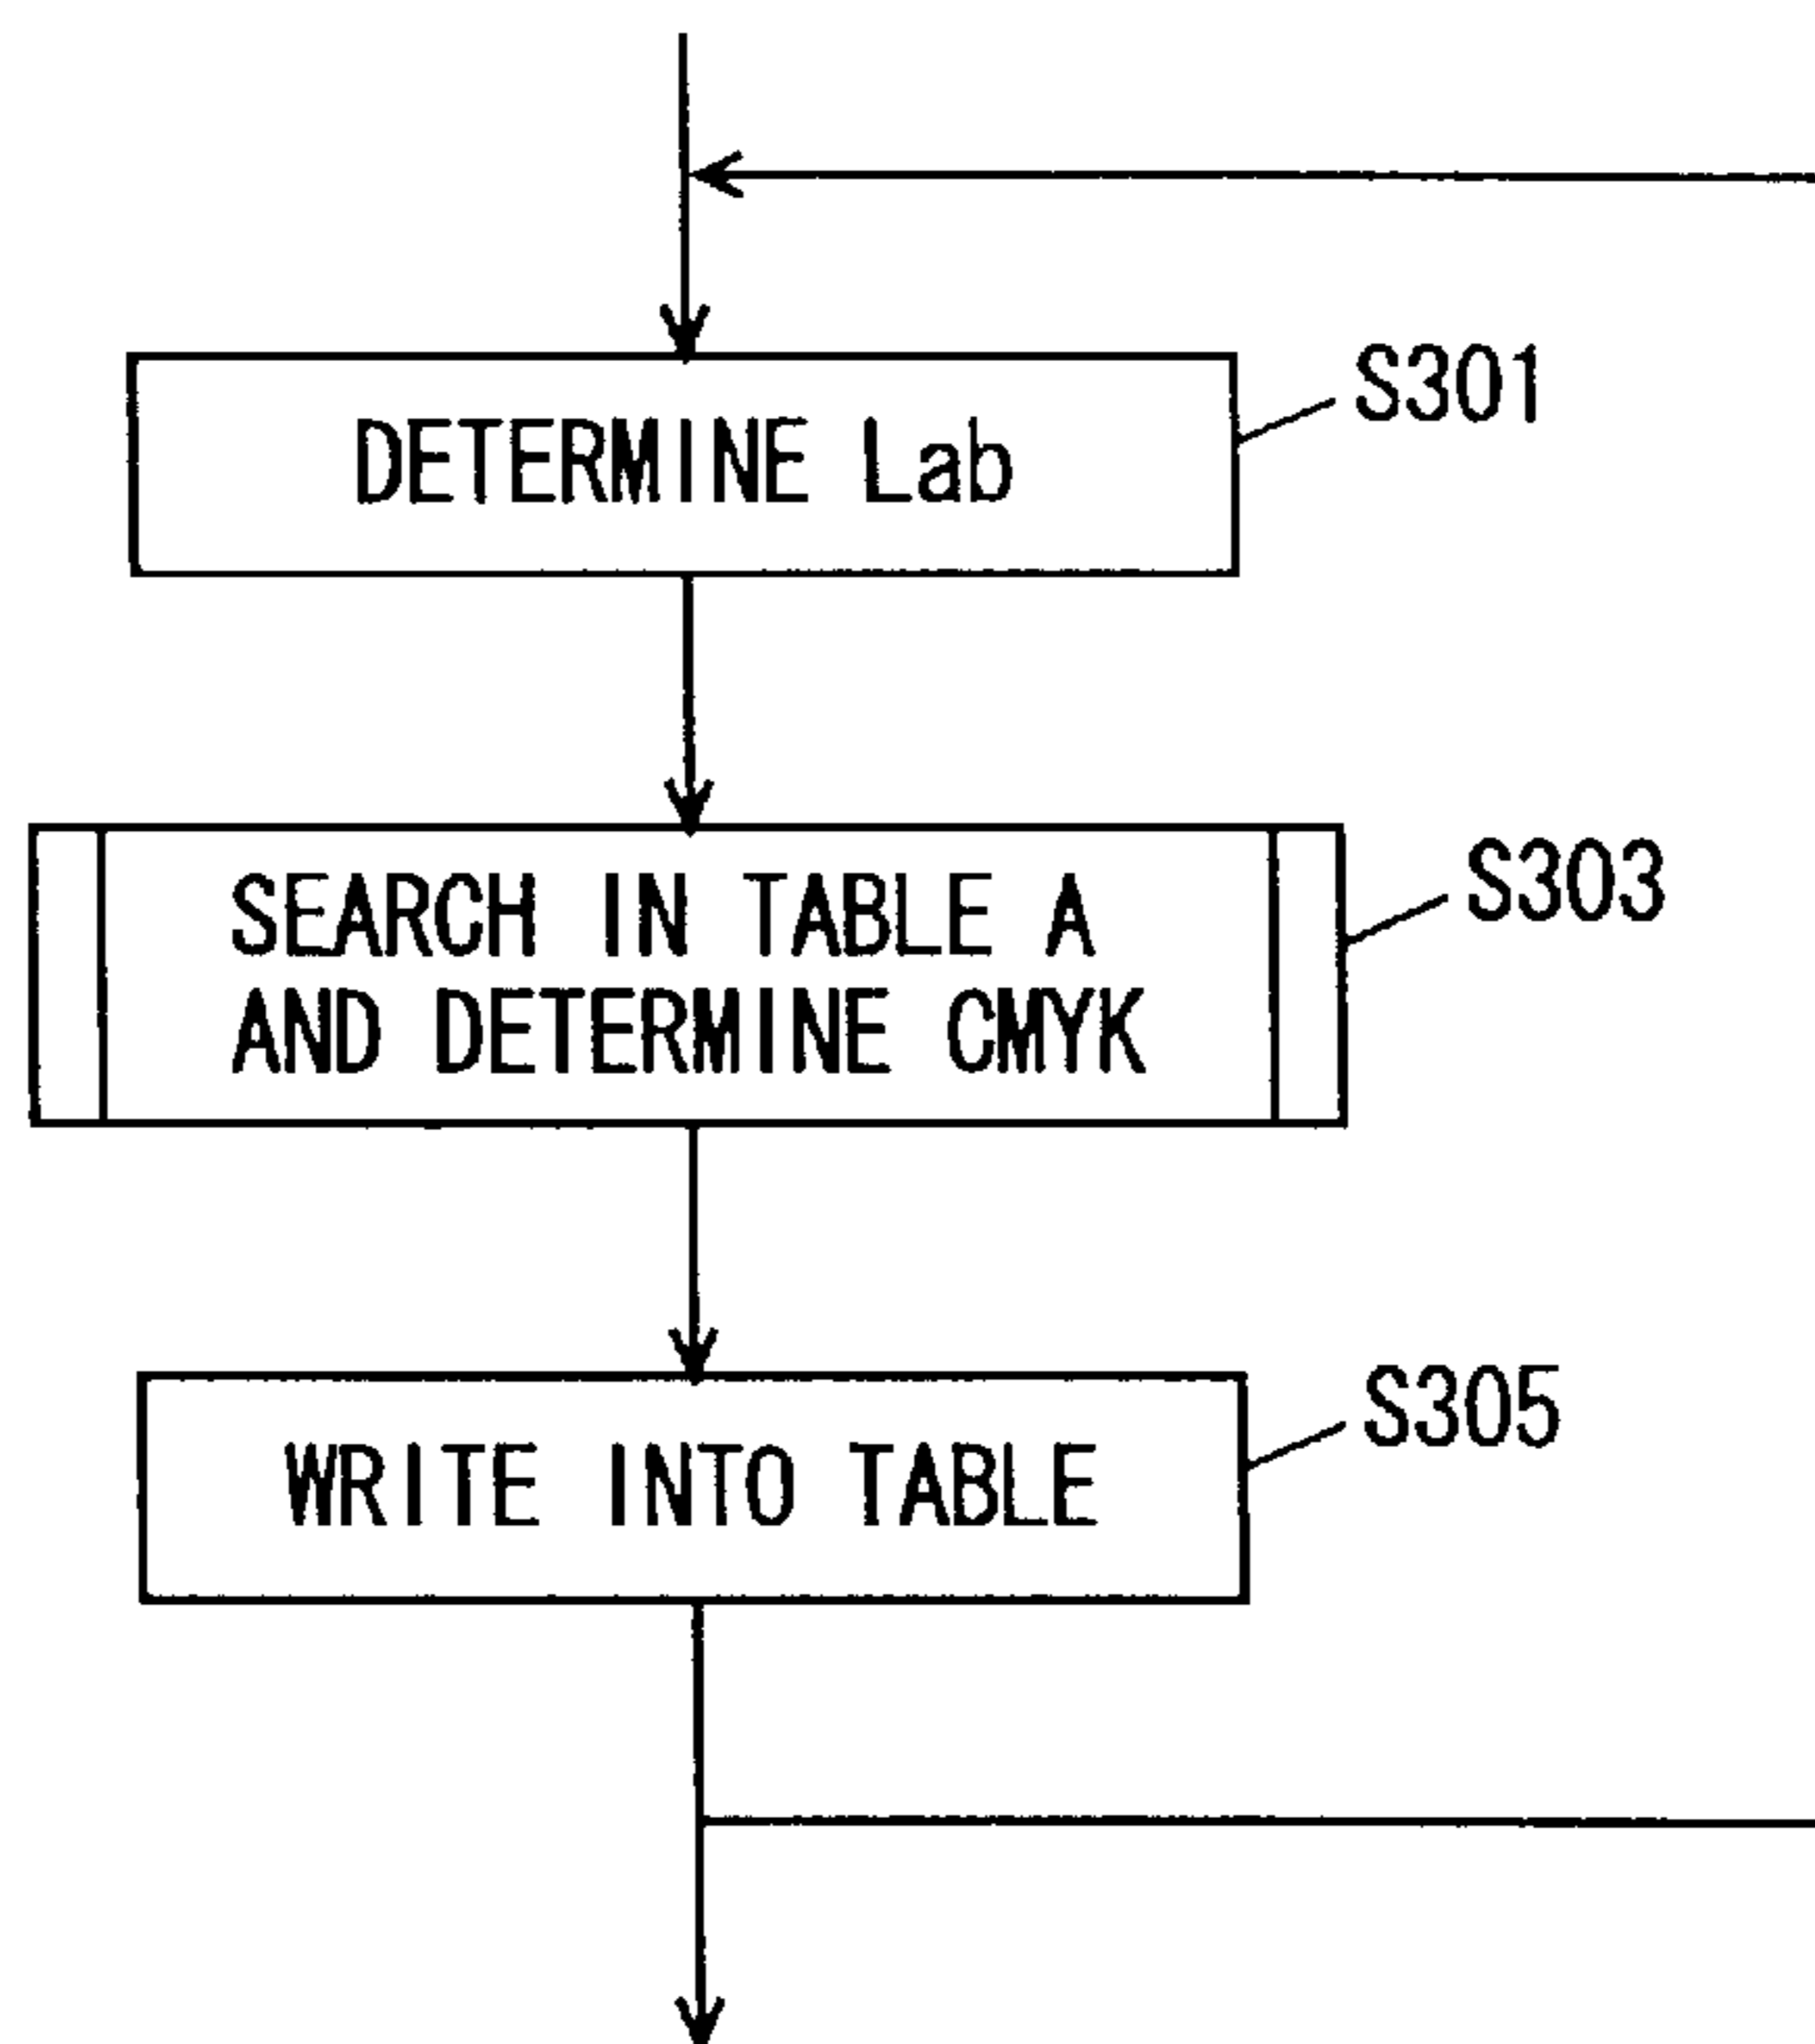 S301
DETERMINE Lab
S303
SEARCH IN TABLE A
AND DETERMINE CMYK
S305
WRITE INTO TABLE